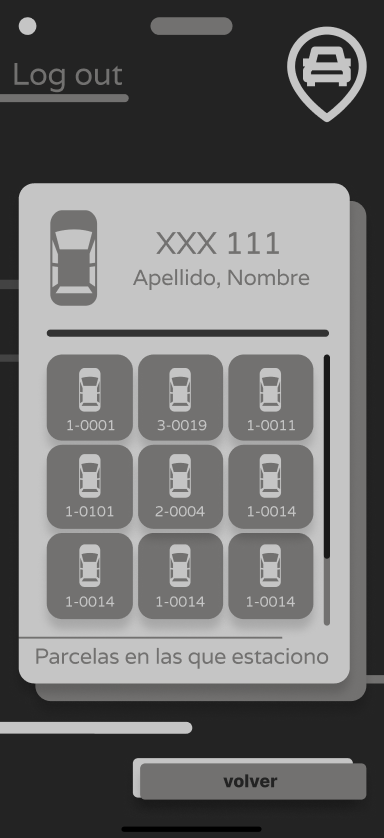 Log out
XXX 111
Apellido, Nombre
1-0001 3-0019 1-0011
1-0101 2-0004 1-0014
1-0014 1-0014 1-0014
Parcelas en las que estaciono
volver